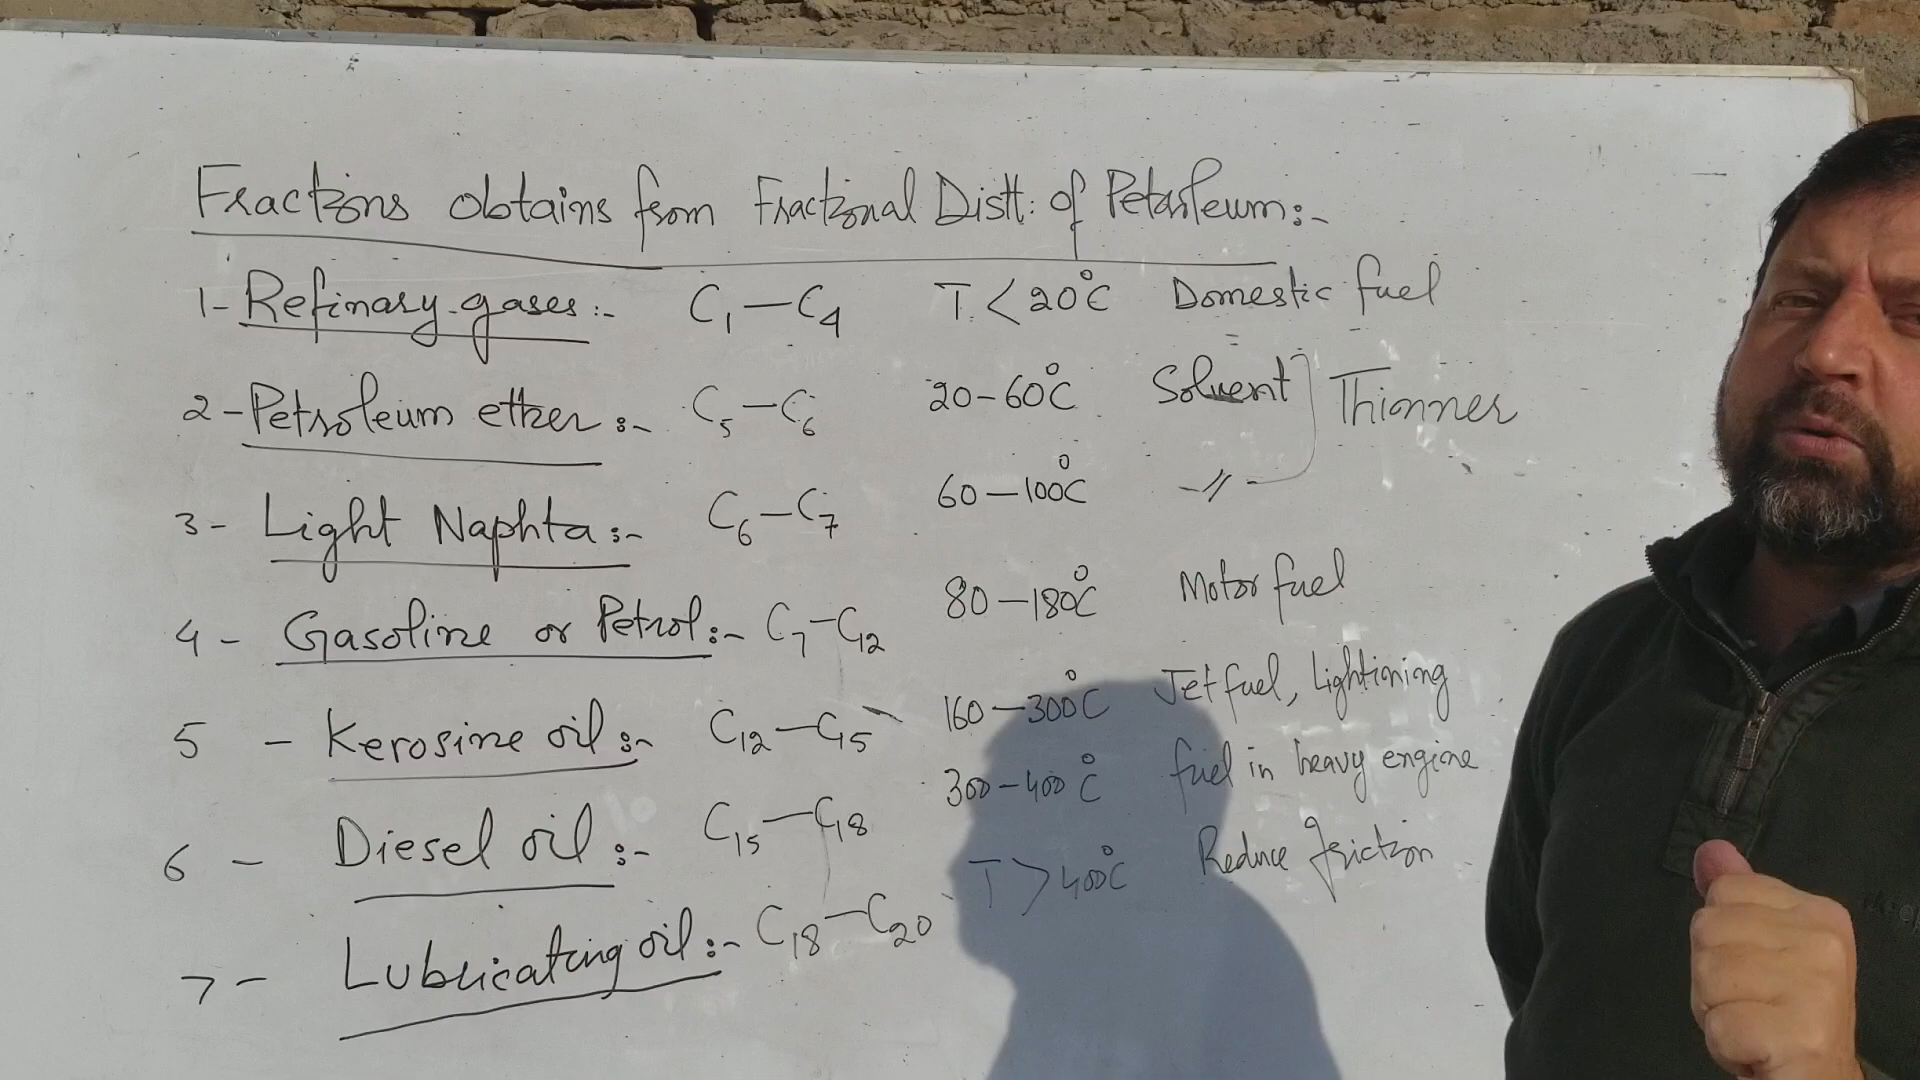 Fractions obtains from Fractional Distt: of Petroleum:-
1- Refinary gases:- C1—C4 T < 20°C Domestic fuel
2- Petroleum ether:- C5—C6 20-60°C Solvent Thinner
3- Light Naphta:- C6—C7 60—100°C -//-
4- Gasoline or Petrol:- C7-C12 80—180°C Motor fuel
5 - Kerosine oil:- C12—C15 160—300°C Jet fuel, Lightining
6 - Diesel oil:- C15—C18 300-400°C fuel in heavy engine
7- Lubricating oil:- C18—C20 T > 400°C Reduce friction